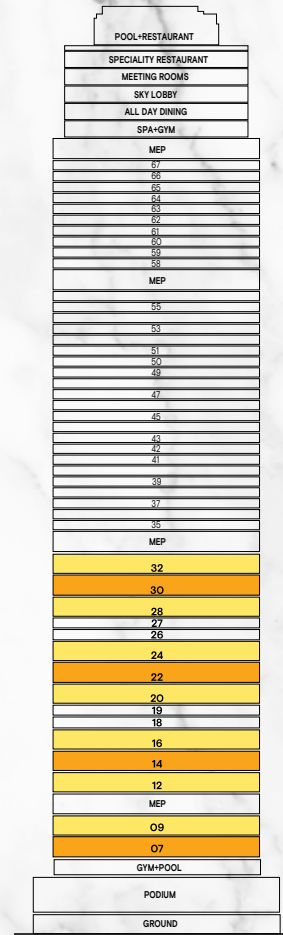 POOL+RESTAURANT
SPECIALITY RESTAURANT
MEETING ROOMS
SKY LOBBY
ALL DAY DINING
SPA+GYM
MEP
67
66
65
64
63
62
61
60
59
58
MEP
55
53
51
50
49
47
45
43
42
41
39
37
35
MEP
32
30
28
27
26
24
22
20
19
18
16
14
12
MEP
09
07
GYM+POOL
PODIUM
GROUND